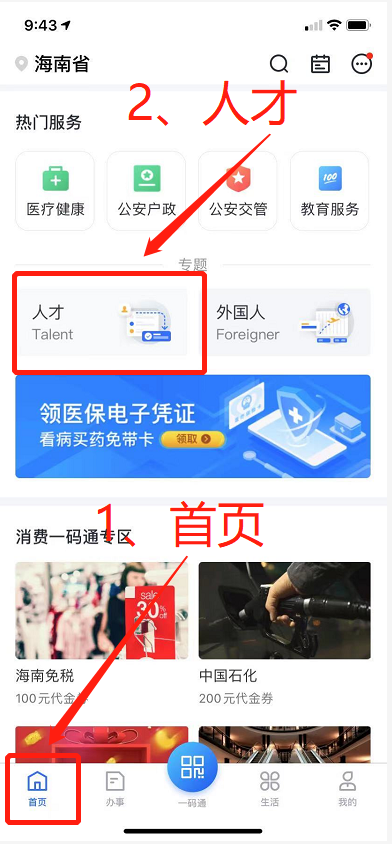 9:43
海南省
2、人才
热门服务
医疗健康
公安户政
公安交管
100
教育服务
专题
人才
Talent
外国人
Foreigner
领医保电子凭证
看病买药免带卡
领取
1、首页
消费一码通专区
sale
30%
off
海南免税
100元代金券
中国石化
200元代金券
首页
办事
一码通
生活
我的